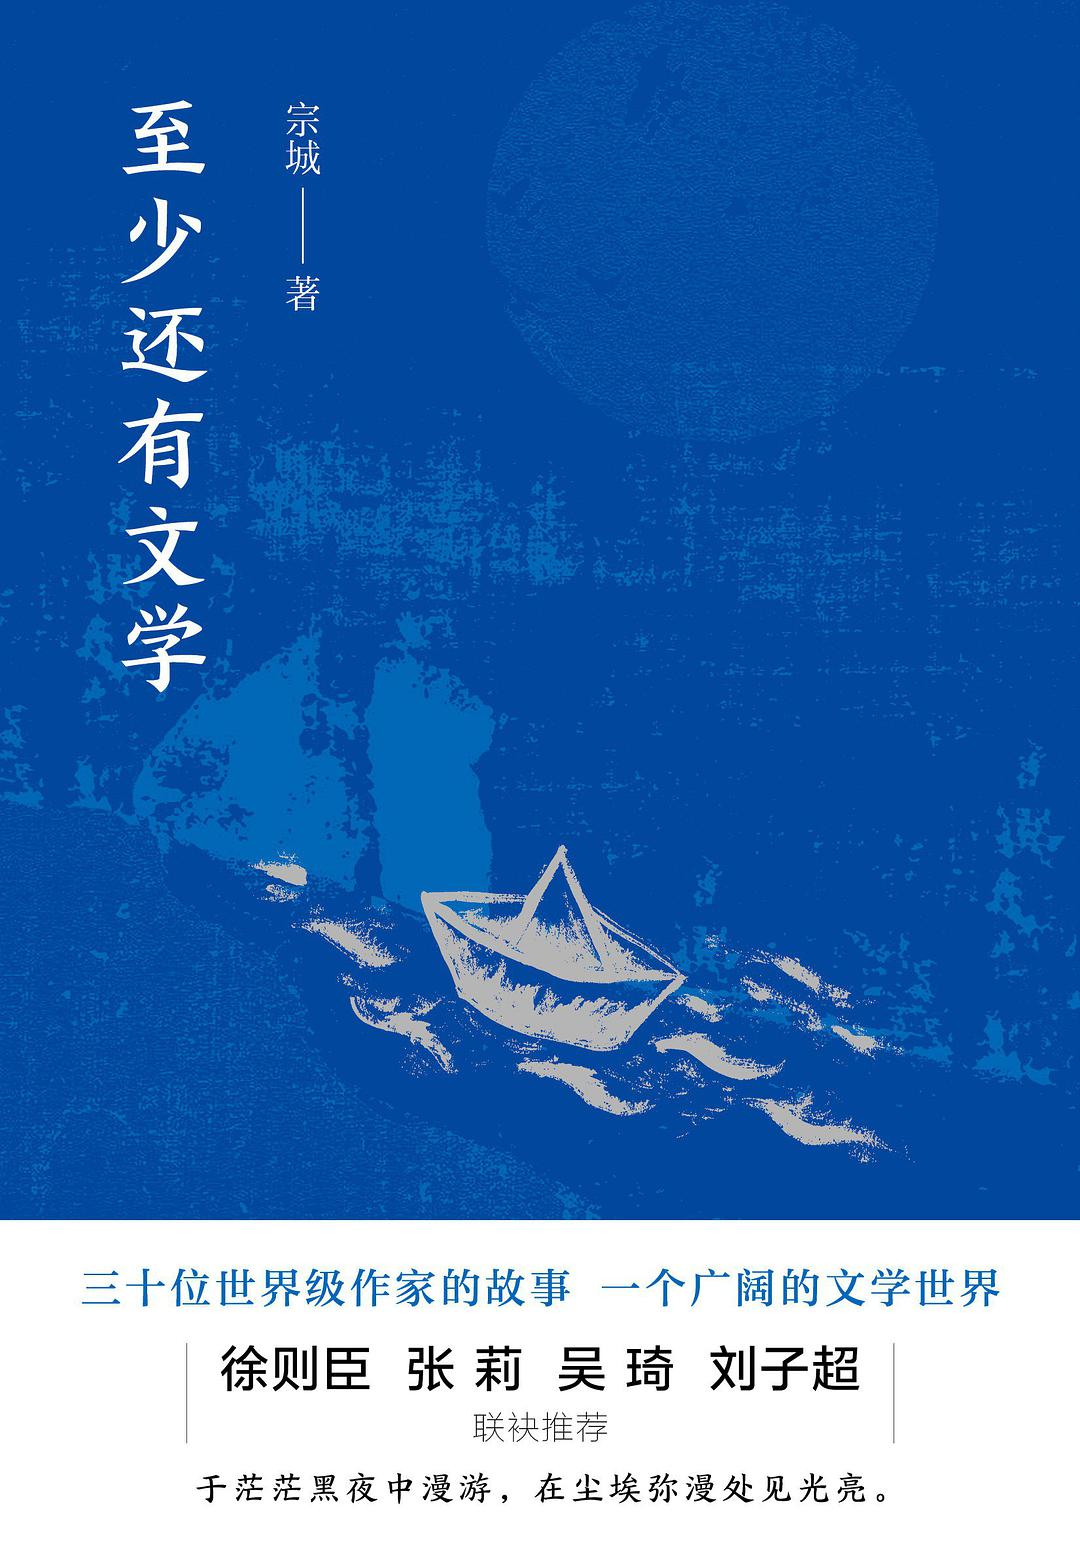 至少还有文学
宗城——著
三十位世界级作家的故事 一个广阔的文学世界
徐则臣 张莉 吴琦 刘子超
联袂推荐
于茫茫黑夜中漫游，在尘埃弥漫处见光亮。